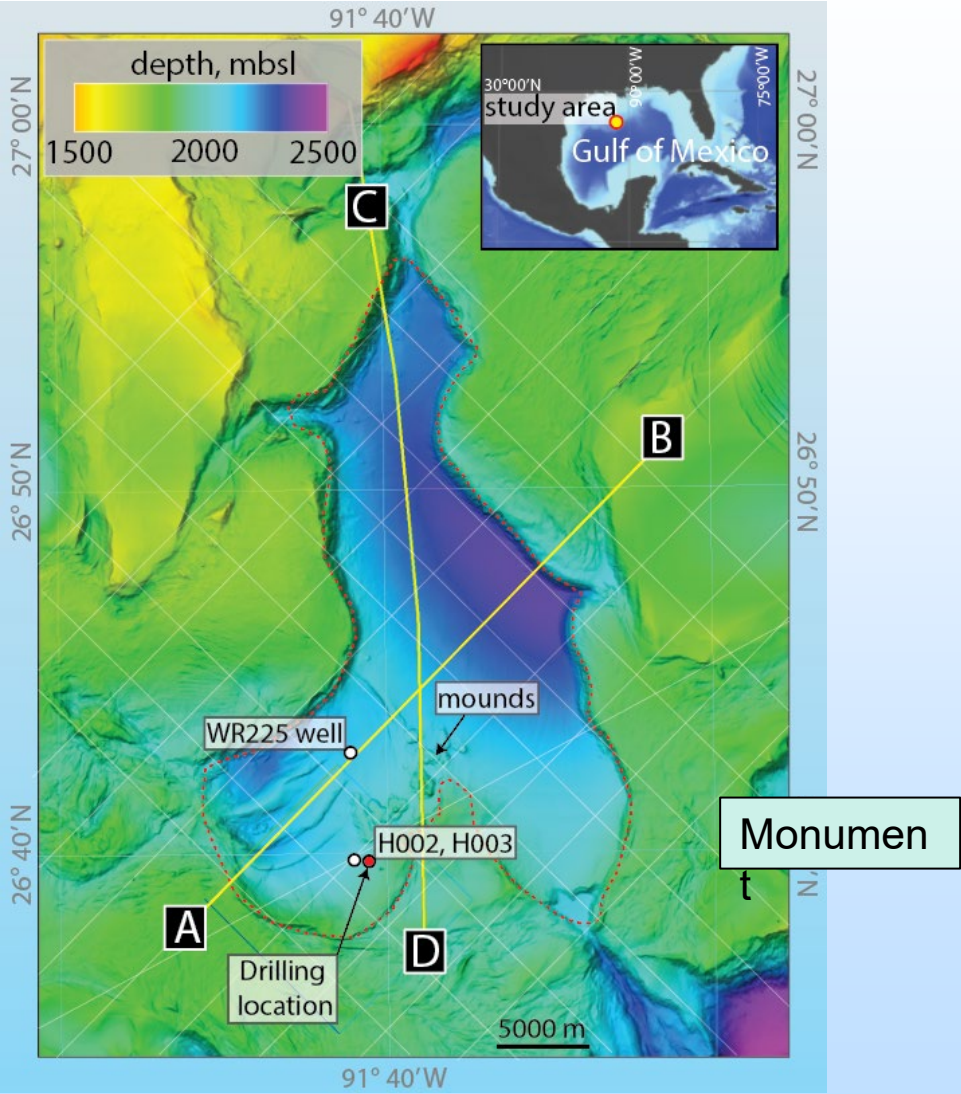 91° 40′W
depth, mbsl
1500 2000 2500
27° 00′N
30°00′N
90°00′W
75°00′W
study area
Gulf of Mexico
27° 00′N
C
B
26° 50′N
26° 50′N
mounds
WR225 well
H002, H003
26° 40′N
Monumen
t
′N
A
D
Drilling
location
5000 m
91° 40′W